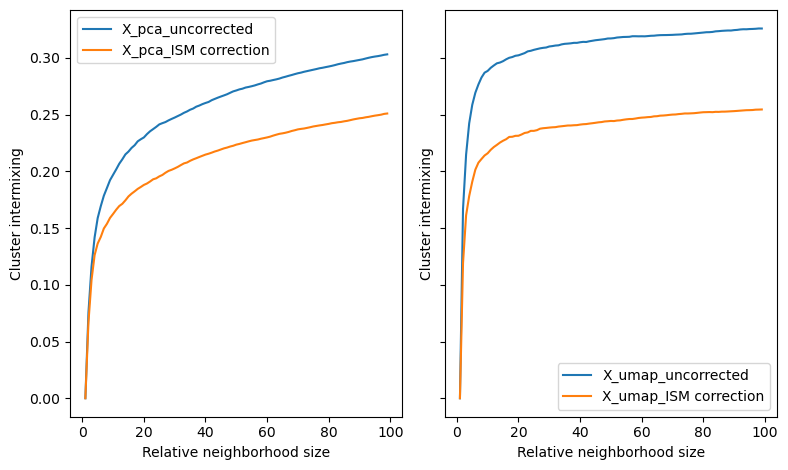 X_pca_uncorrected
X_pca_ISM correction
Cluster intermixing
0.30
0.25
0.20
0.15
0.10
0.05
0.00
0 20 40 60 80 100
Relative neighborhood size
Cluster intermixing
X_umap_uncorrected
X_umap_ISM correction
0 20 40 60 80 100
Relative neighborhood size